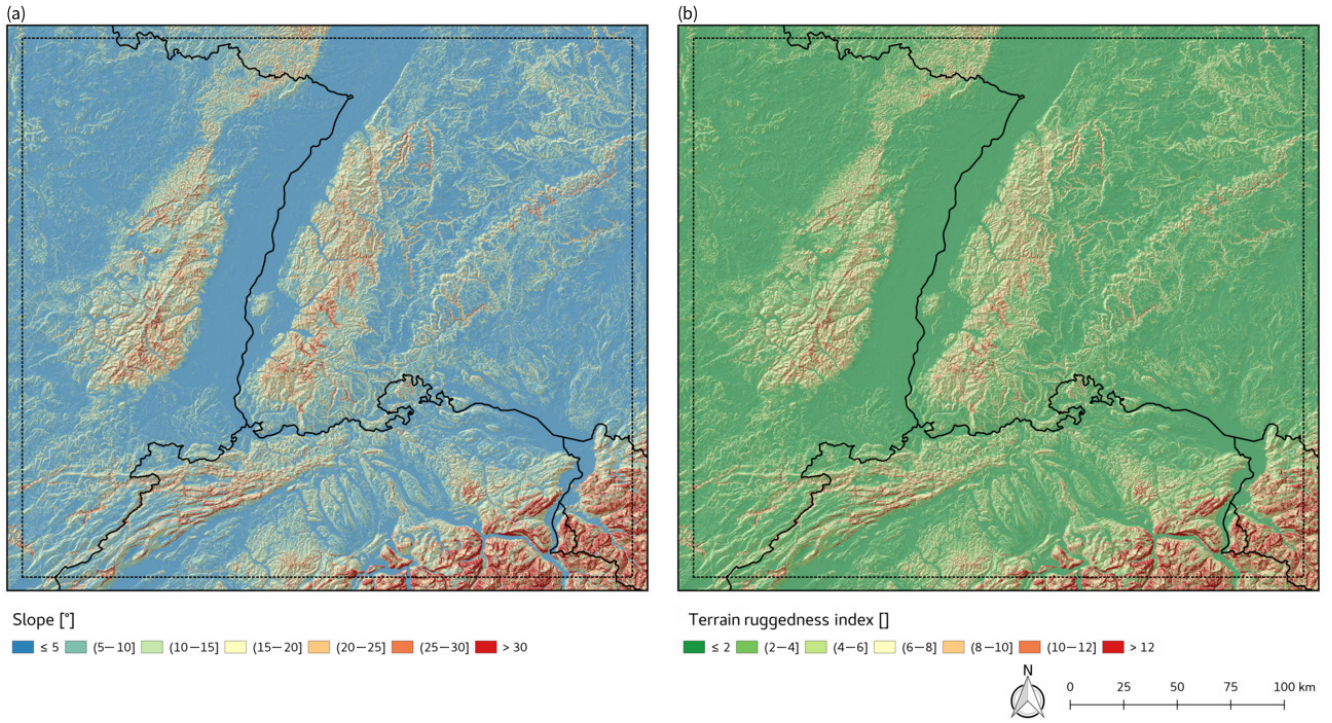 (a)
(b)
Slope [°]
≤ 5 (5—10] (10—15] (15—20] (20—25] (25—30] > 30
Terrain ruggedness index []
≤ 2 (2—4] (4—6] (6—8] (8—10] (10—12] > 12
N
0 25 50 75 100 km